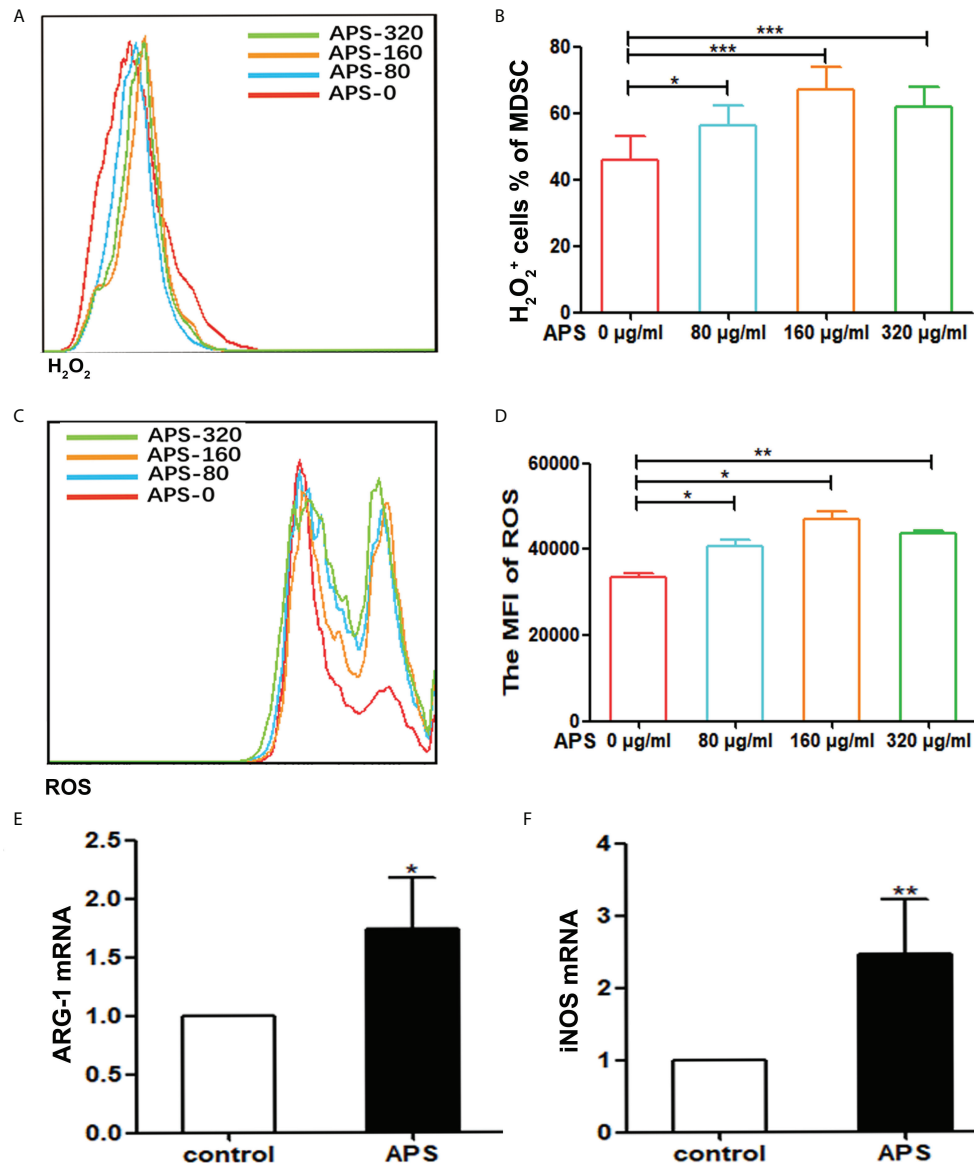 A
APS-320
APS-160
APS-80
APS-0
H₂O₂
B
H₂O₂⁺ cells % of MDSC
80
60
40
20
0
***
***
*
APS 0 μg/ml 80 μg/ml 160 μg/ml 320 μg/ml
C
APS-320
APS-160
APS-80
APS-0
ROS
D
The MFI of ROS
60000
40000
20000
0
**
*
*
APS 0 μg/ml 80 μg/ml 160 μg/ml 320 μg/ml
E
ARG-1 mRNA
2.5
2.0
1.5
1.0
0.5
0.0
*
control APS
F
iNOS mRNA
4
3
2
1
0
**
control APS